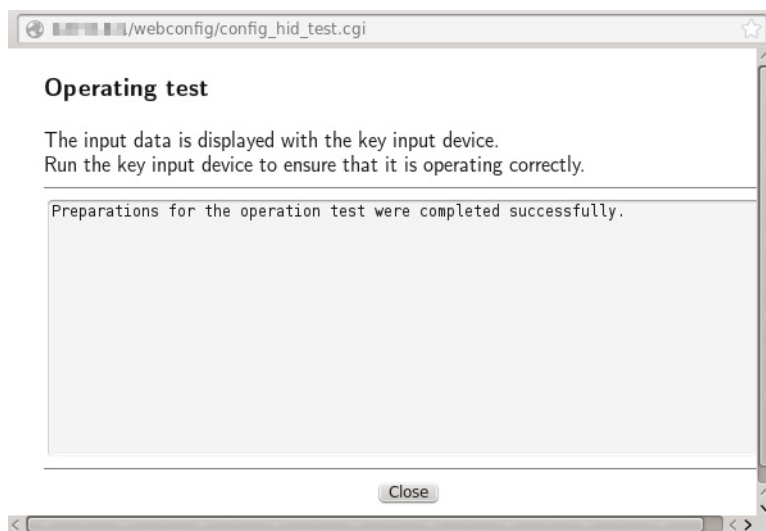 /webconfig/config_hid_test.cgi
Operating test
The input data is displayed with the key input device.
Run the key input device to ensure that it is operating correctly.
Preparations for the operation test were completed successfully.
Close